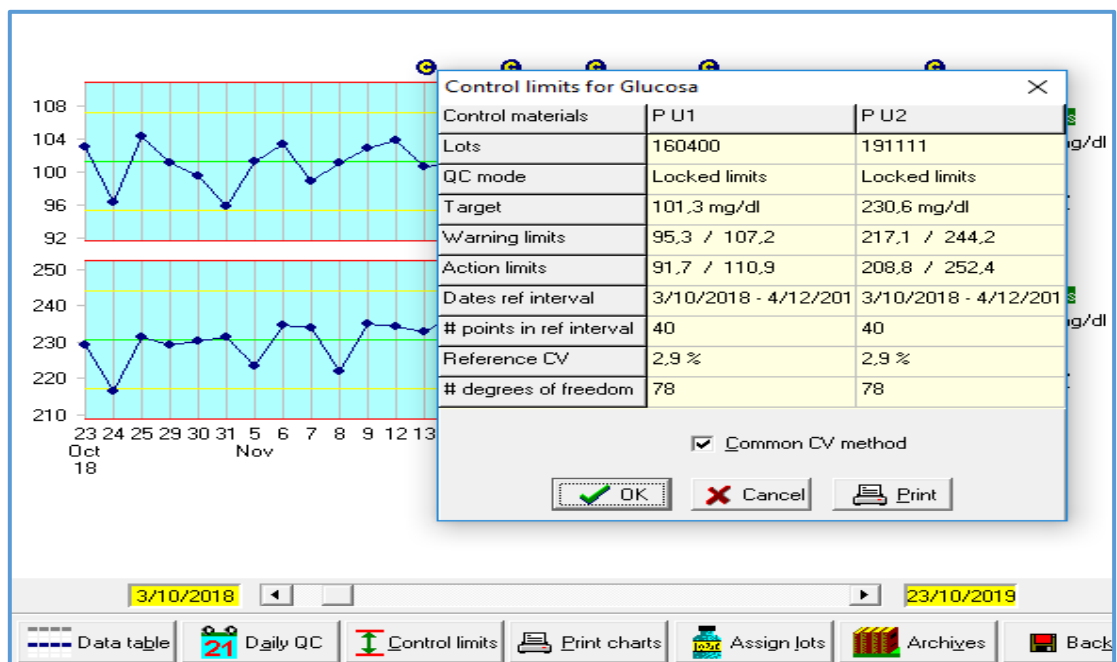 Control limits for Glucosa
Control materials P U1 P U2
Lots 160400 191111
QC mode Locked limits Locked limits
Target 101,3 mg/dl 230,6 mg/dl
Warning limits 95,3 / 107,2 217,1 / 244,2
Action limits 91,7 / 110,9 208,8 / 252,4
Dates ref interval 3/10/2018 - 4/12/201 3/10/2018 - 4/12/201
# points in ref interval 40 40
Reference CV 2,9 % 2,9 %
# degrees of freedom 78 78
Common CV method
OK Cancel Print
108
104
100
96
92
250
240
230
220
210
23 24 25 29 30 31 5 6 7 8 9 12 13
Oct Nov
18
3/10/2018 23/10/2019
Data table 21 Daily QC Control limits Print charts Assign lots Archives Back